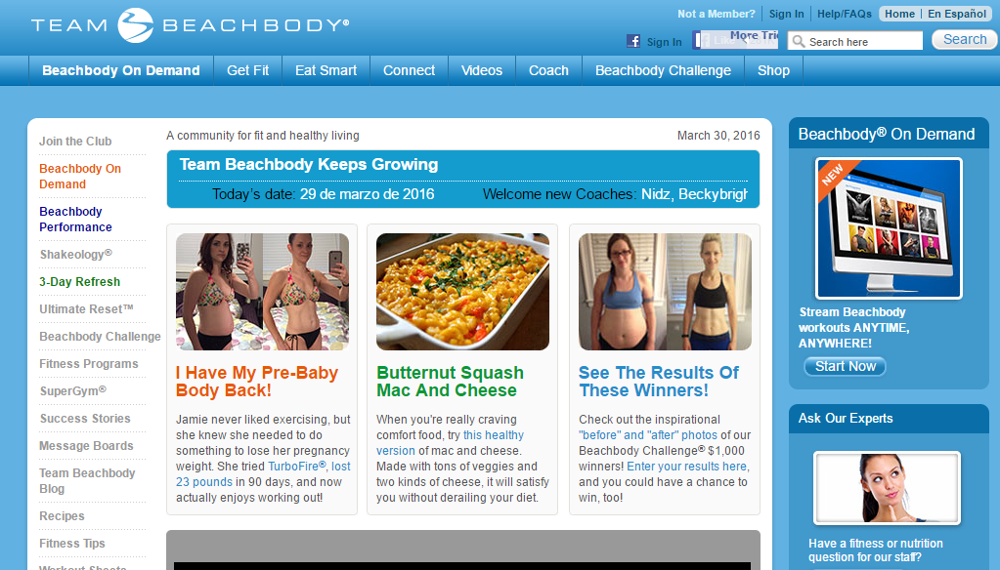 TEAM BEACHBODY®
Not a Member? Sign In Help/FAQs Home En Español
Sign In Like More Tri Search here Search
Beachbody On Demand Get Fit Eat Smart Connect Videos Coach Beachbody Challenge Shop
Join the Club
Beachbody On
Demand
Beachbody
Performance
Shakeology®
3-Day Refresh
Ultimate Reset™
Beachbody Challenge
Fitness Programs
SuperGym®
Success Stories
Message Boards
Team Beachbody
Blog
Recipes
Fitness Tips
Workout Sheets
A community for fit and healthy living March 30, 2016
Team Beachbody Keeps Growing
Today's date: 29 de marzo de 2016 Welcome new Coaches: Nidz, Beckybrigh
I Have My Pre-Baby
Body Back!
Jamie never liked exercising, but
she knew she needed to do
something to lose her pregnancy
weight. She tried TurboFire®, lost
23 pounds in 90 days, and now
actually enjoys working out!
Butternut Squash
Mac And Cheese
When you're really craving
comfort food, try this healthy
version of mac and cheese.
Made with tons of veggies and
two kinds of cheese, it will satisfy
you without derailing your diet.
See The Results Of
These Winners!
Check out the inspirational
"before" and "after" photos of our
Beachbody Challenge® $1,000
winners! Enter your results here,
and you could have a chance to
win, too!
Beachbody® On Demand
NEW
Stream Beachbody
workouts ANYTIME,
ANYWHERE!
Start Now
Ask Our Experts
Have a fitness or nutrition
question for our staff?